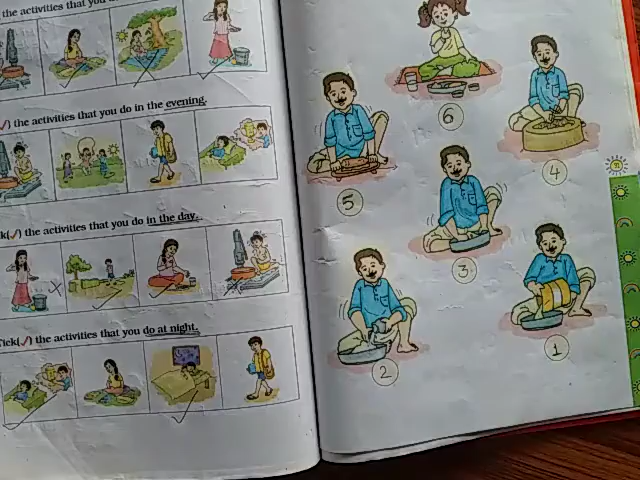 the activities that you
the activities that you do in the evening.
the activities that you do in the day.
Tick(✓) the activities that you do at night.
6
4
5
3
2
1